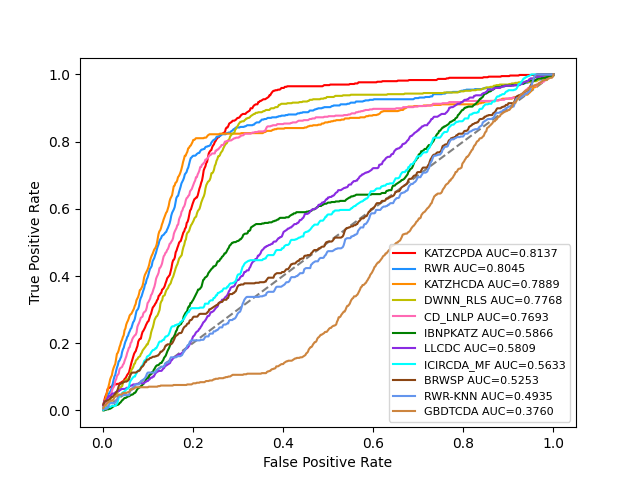 1.0
0.8
0.6
0.4
0.2
0.0
True Positive Rate
KATZCPDA AUC=0.8137
RWR AUC=0.8045
KATZHCDA AUC=0.7889
DWNN_RLS AUC=0.7768
CD_LNLP AUC=0.7693
IBNPKATZ AUC=0.5866
LLCDC AUC=0.5809
ICIRCDA_MF AUC=0.5633
BRWSP AUC=0.5253
RWR-KNN AUC=0.4935
GBDTCDA AUC=0.3760
0.0 0.2 0.4 0.6 0.8 1.0
False Positive Rate